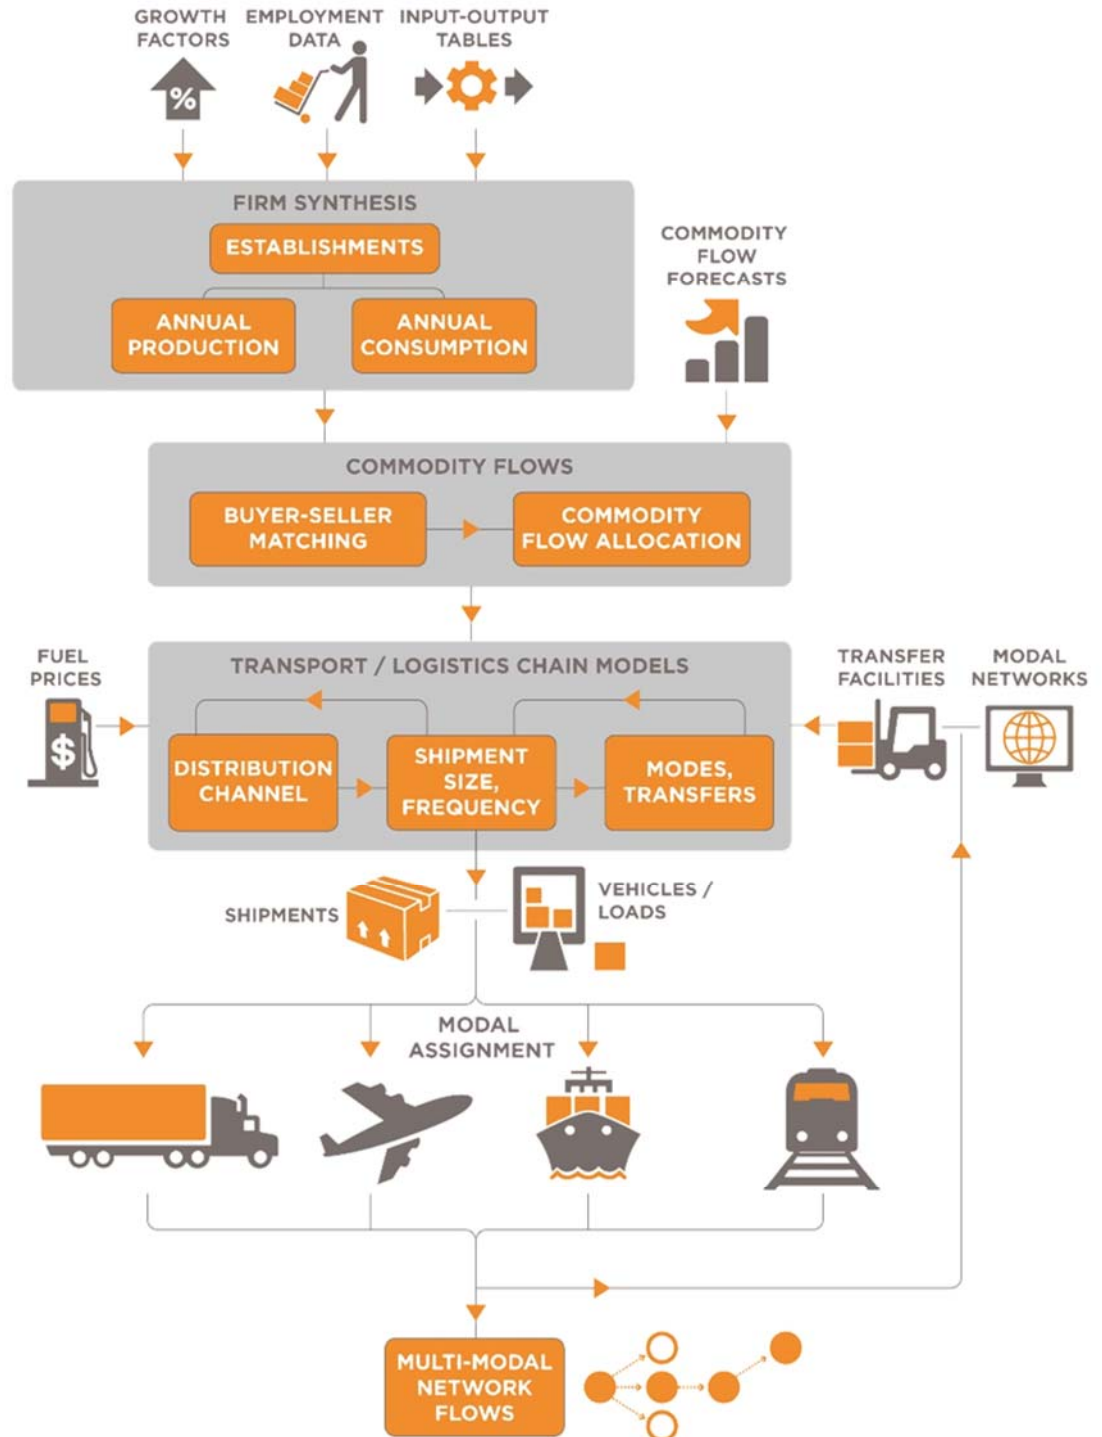 GROWTH
FACTORS
EMPLOYMENT
DATA
INPUT-OUTPUT
TABLES
%
FIRM SYNTHESIS
ESTABLISHMENTS
ANNUAL
PRODUCTION
ANNUAL
CONSUMPTION
COMMODITY
FLOW
FORECASTS
COMMODITY FLOWS
BUYER-SELLER
MATCHING
COMMODITY
FLOW ALLOCATION
FUEL
PRICES
$
TRANSPORT / LOGISTICS CHAIN MODELS
DISTRIBUTION
CHANNEL
SHIPMENT
SIZE,
FREQUENCY
MODES,
TRANSFERS
TRANSFER
FACILITIES
MODAL
NETWORKS
SHIPMENTS
VEHICLES /
LOADS
MODAL
ASSIGNMENT
MULTI-MODAL
NETWORK
FLOWS